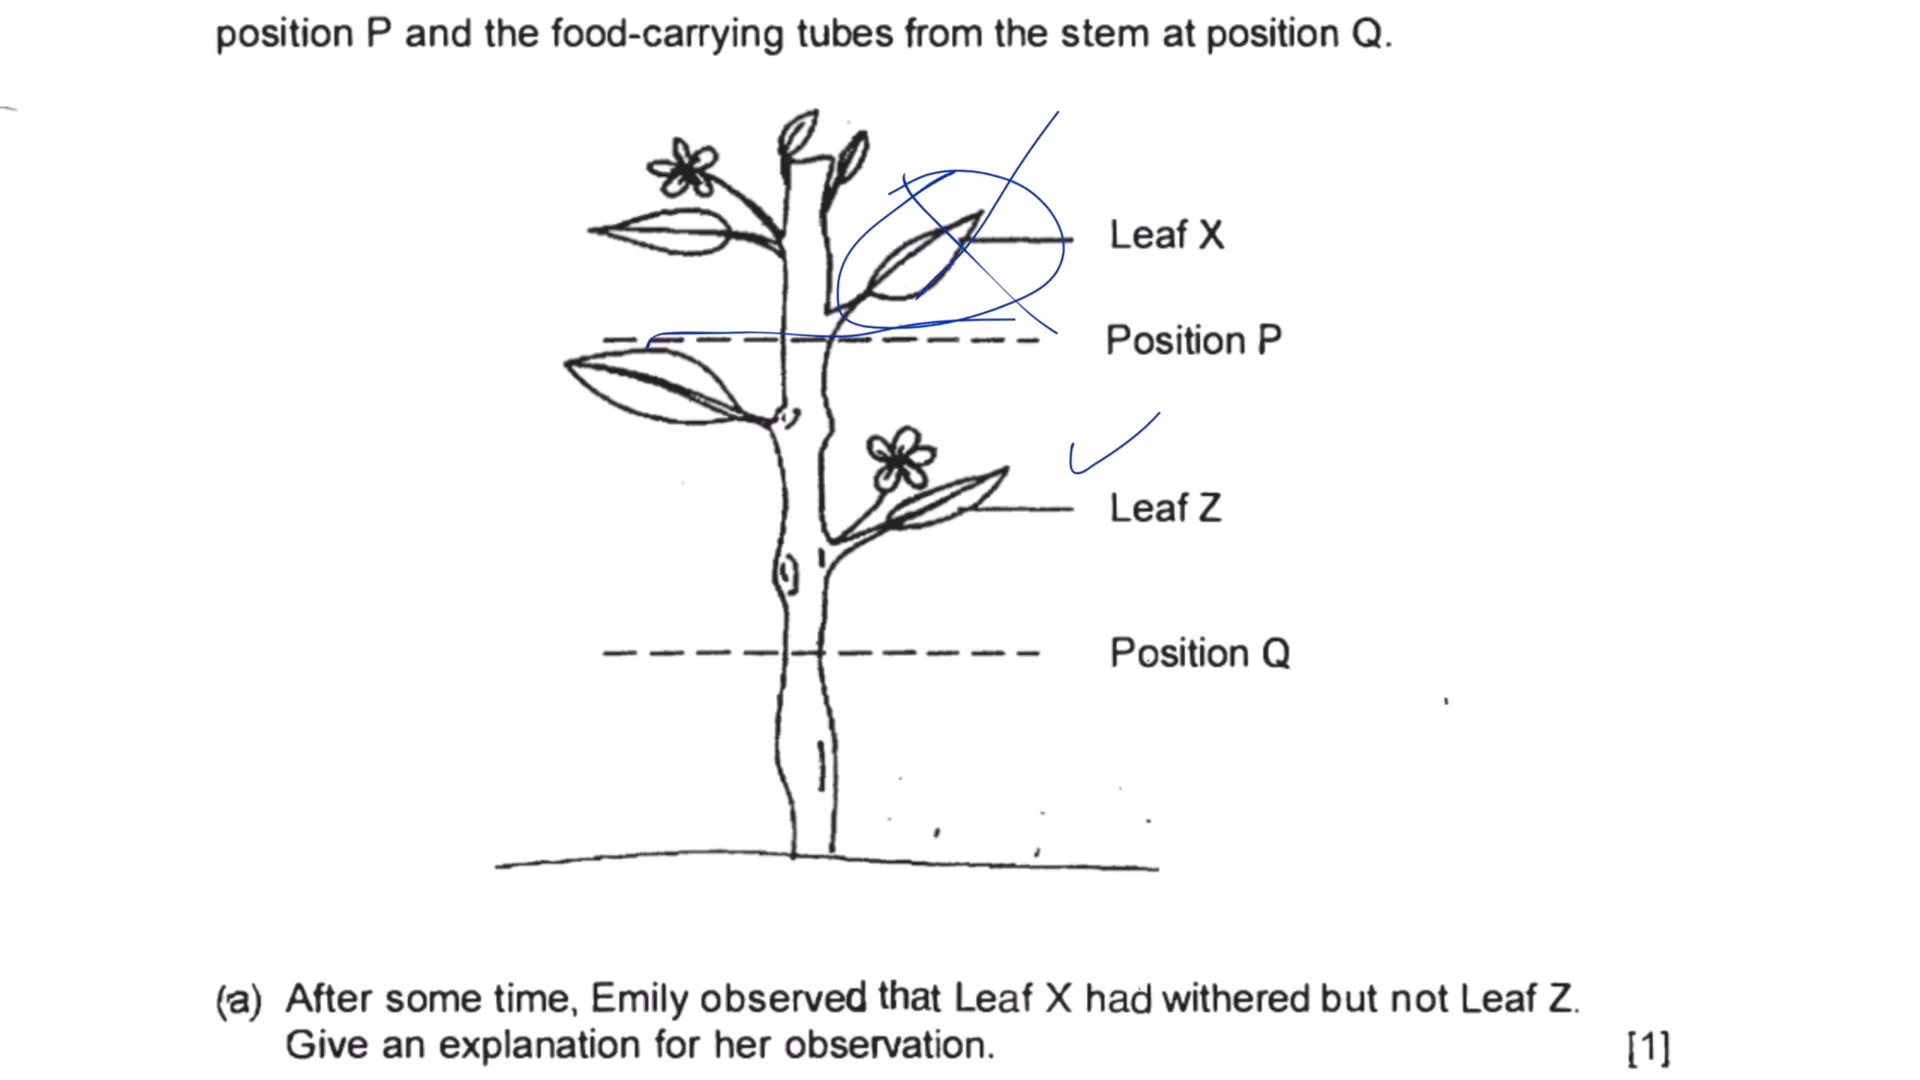 position P and the food-carrying tubes from the stem at position Q.
Leaf X
Position P
Leaf Z
Position Q
(a) After some time, Emily observed that Leaf X had withered but not Leaf Z.
Give an explanation for her observation. [1]